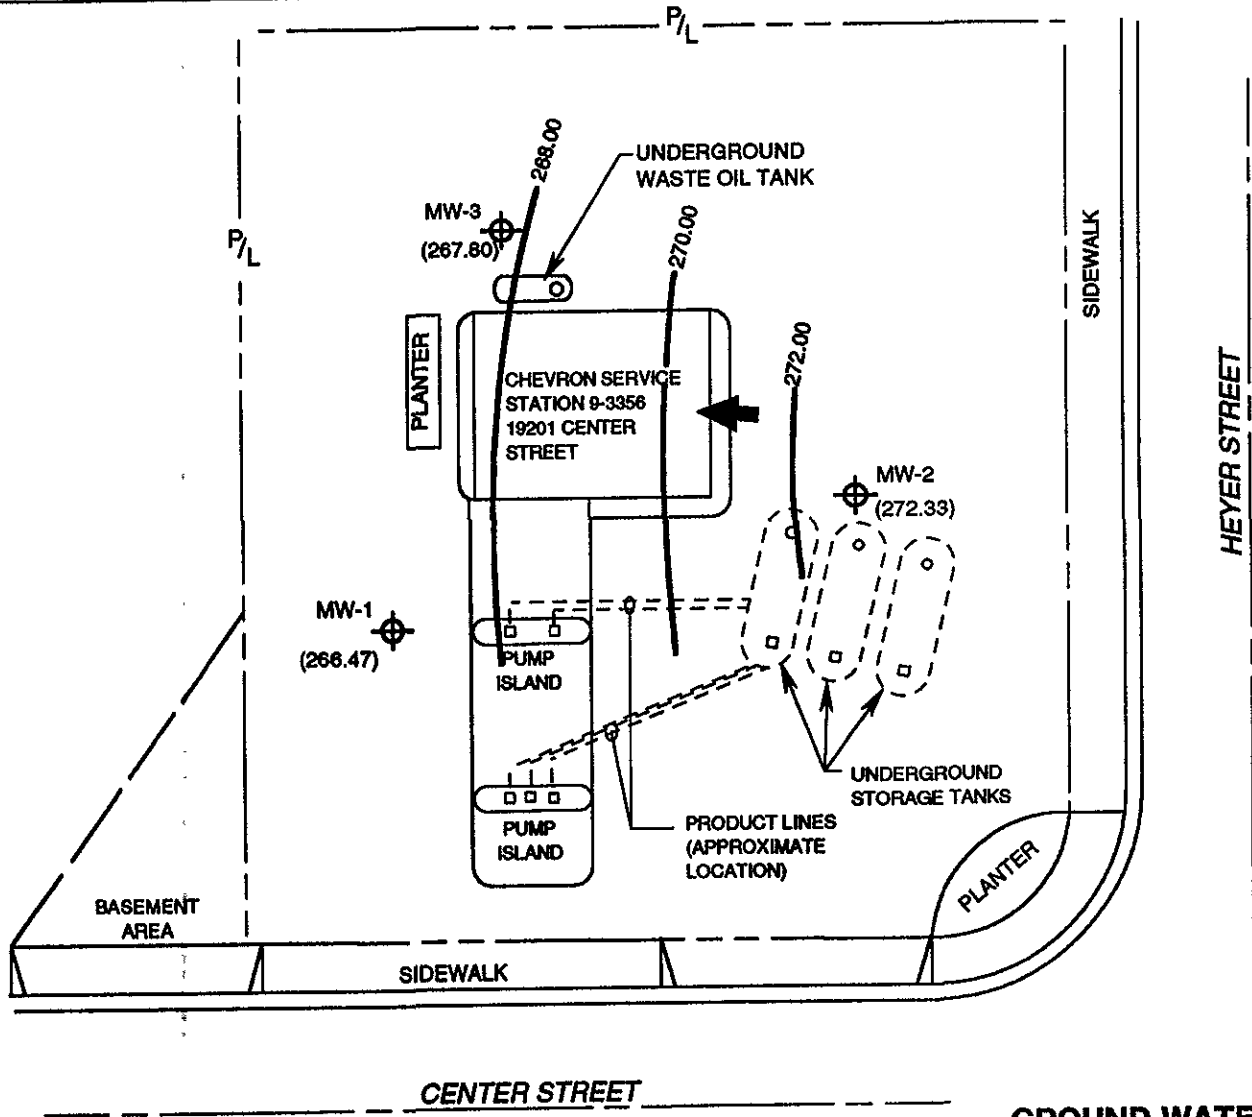 P/L
268.00
UNDERGROUND
WASTE OIL TANK
MW-3
(267.80)
P/L
270.00
SIDEWALK
PLANTER
272.00
CHEVRON SERVICE
STATION 9-3356
19201 CENTER
STREET
HEYER STREET
MW-2
(272.33)
MW-1
(266.47)
PUMP
ISLAND
UNDERGROUND
STORAGE TANKS
PRODUCT LINES
(APPROXIMATE
LOCATION)
PUMP
ISLAND
PLANTER
BASEMENT
AREA
SIDEWALK
CENTER STREET